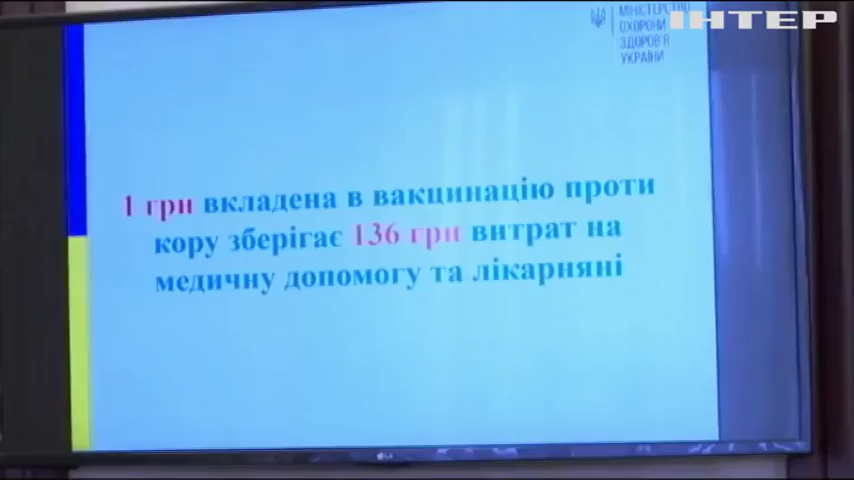 МІНІСТЕРСТВО
ОХОРОНИ
ЗДОРОВ'Я
УКРАЇНИ
ІНТЕР
1 грн вкладена в вакцинацію проти
кору зберігає 136 грн витрат на
медичну допомогу та лікарняні
LG